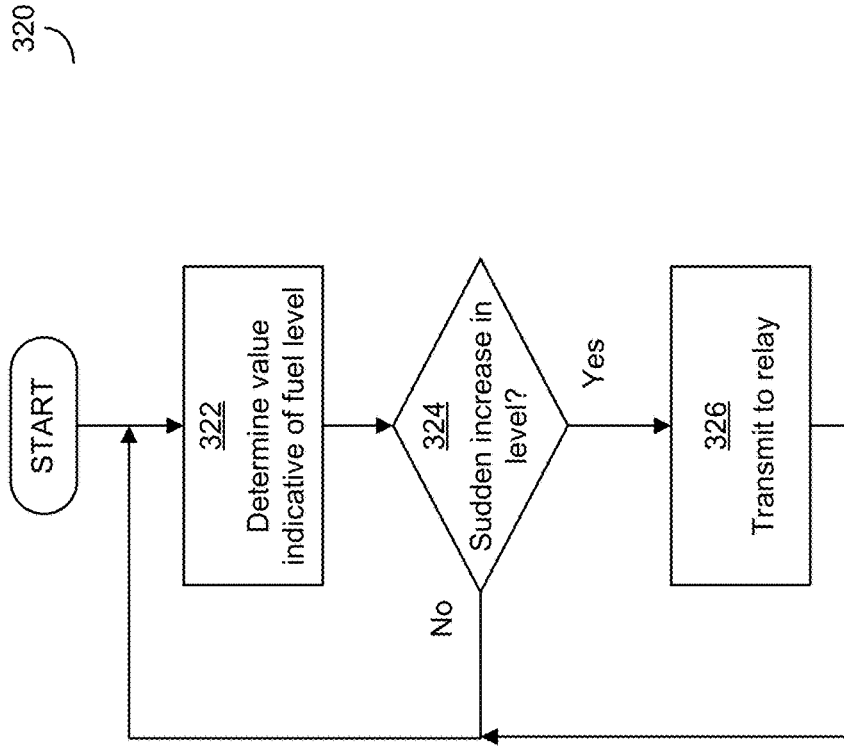 320
START
322
Determine value
indicative of fuel level
324
Sudden increase in
level?
No
Yes
326
Transmit to relay